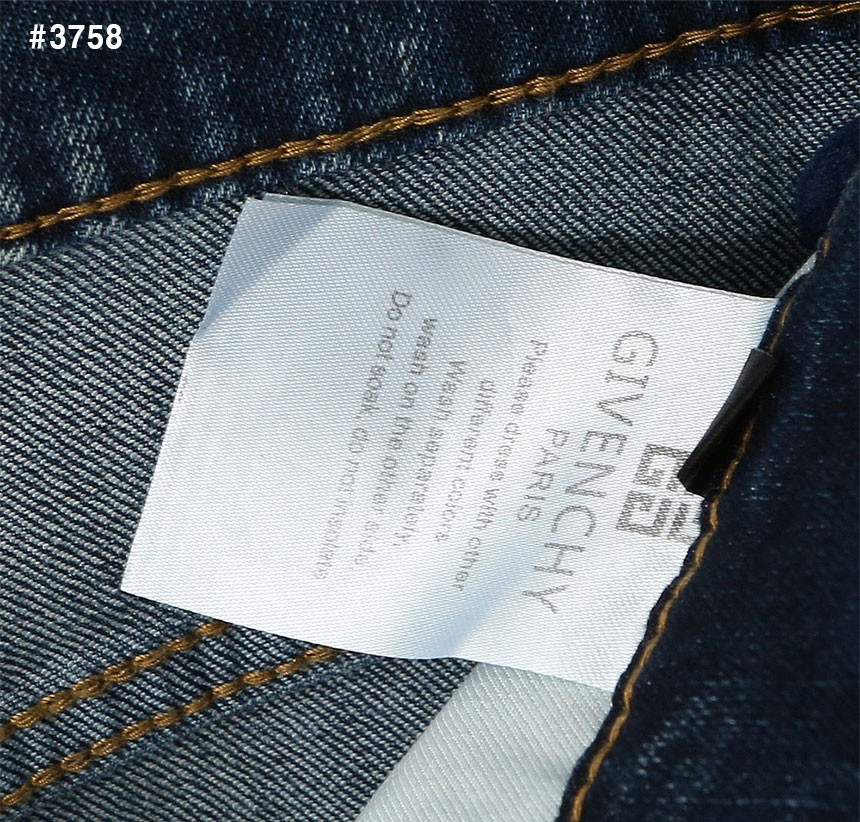 #3758
GIVENCHY
PARIS
Please dress with other
different colors
Wash separately,
wash on the other side,
Do not soak, do not insolate